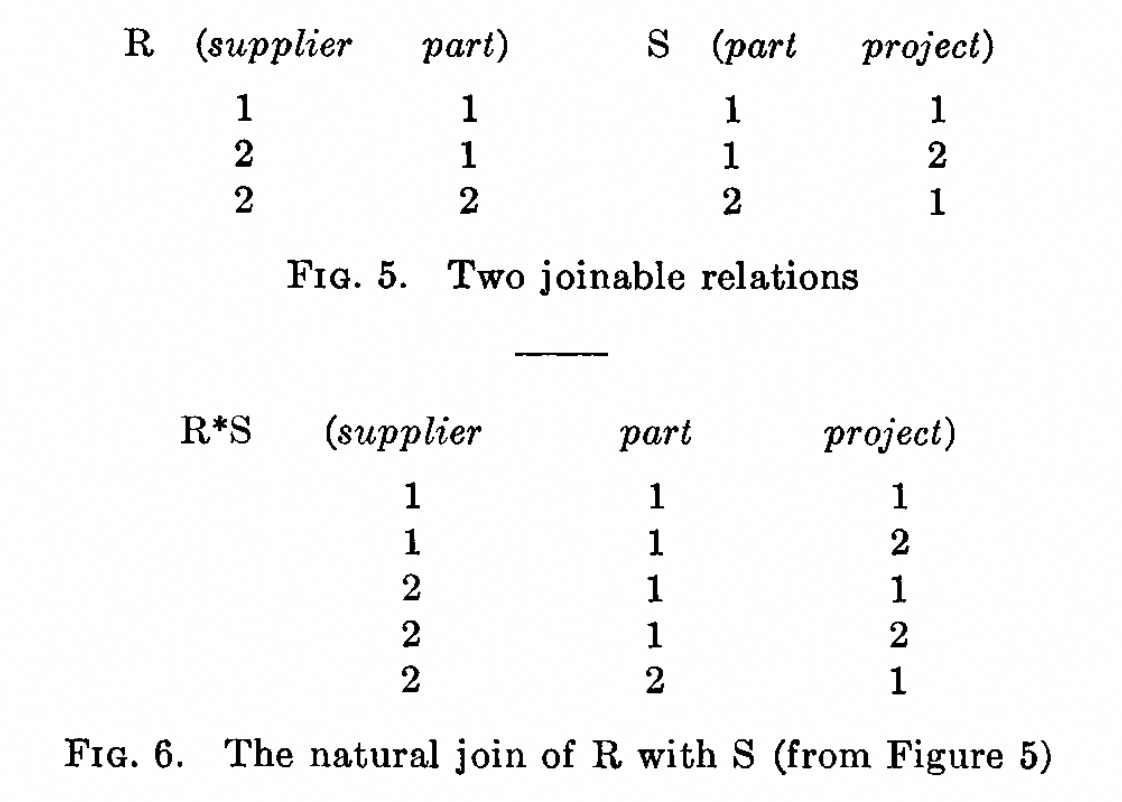 R (supplier part) S (part project)
1 1 1 1
2 1 1 2
2 2 2 1
FIG. 5. Two joinable relations
R*S (supplier part project)
1 1 1
1 1 2
2 1 1
2 1 2
2 2 1
FIG. 6. The natural join of R with S (from Figure 5)